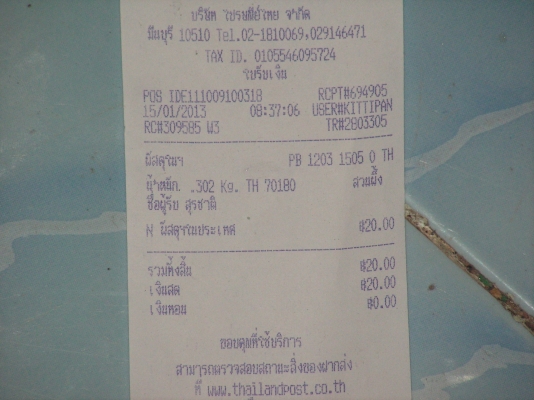 บริษัท ไปรษณีย์ไทย จำกัด
มีนบุรี 10510 Tel.02-1810069,029146471
TAX ID. 0105546095724
ใบรับเงิน
POS IDE111009100318 RCPT#694905
15/01/2013 08:37:06 USER#KITTIPAN
RC#309585 W3 TR#2803305
พัสดุฯในฯ PB 1203 1505 0 TH
น้ำหนัก. .302 Kg. TH 70180 สวนผึ้ง
ชื่อผู้รับ สุรชาติ
N พัสดุฯในประเทศ ฿20.00
รวมทั้งสิ้น ฿20.00
เงินสด ฿20.00
เงินทอน ฿0.00
ขอบคุณที่ใช้บริการ
สามารถตรวจสอบสถานะสิ่งของฝากส่ง
ที่ www.thailandpost.co.th